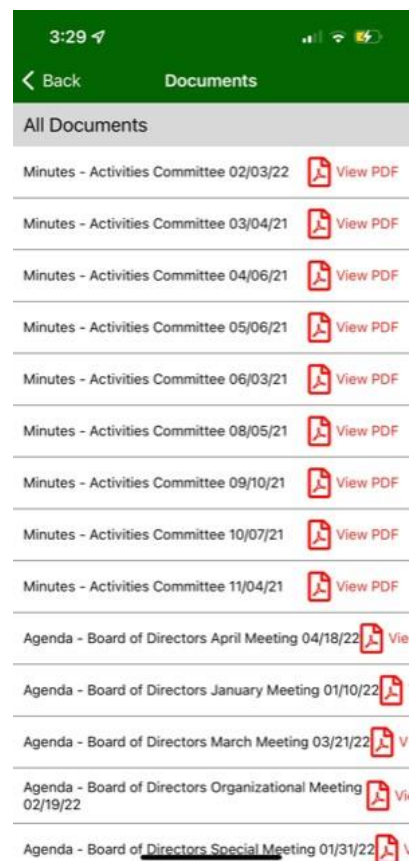 3:29
Back
Documents
All Documents
Minutes - Activities Committee 02/03/22 View PDF
Minutes - Activities Committee 03/04/21 View PDF
Minutes - Activities Committee 04/06/21 View PDF
Minutes - Activities Committee 05/06/21 View PDF
Minutes - Activities Committee 06/03/21 View PDF
Minutes - Activities Committee 08/05/21 View PDF
Minutes - Activities Committee 09/10/21 View PDF
Minutes - Activities Committee 10/07/21 View PDF
Minutes - Activities Committee 11/04/21 View PDF
Agenda - Board of Directors April Meeting 04/18/22 Vie
Agenda - Board of Directors January Meeting 01/10/22
Agenda - Board of Directors March Meeting 03/21/22 V
Agenda - Board of Directors Organizational Meeting Vie
02/19/22
Agenda - Board of Directors Special Meeting 01/31/22 V